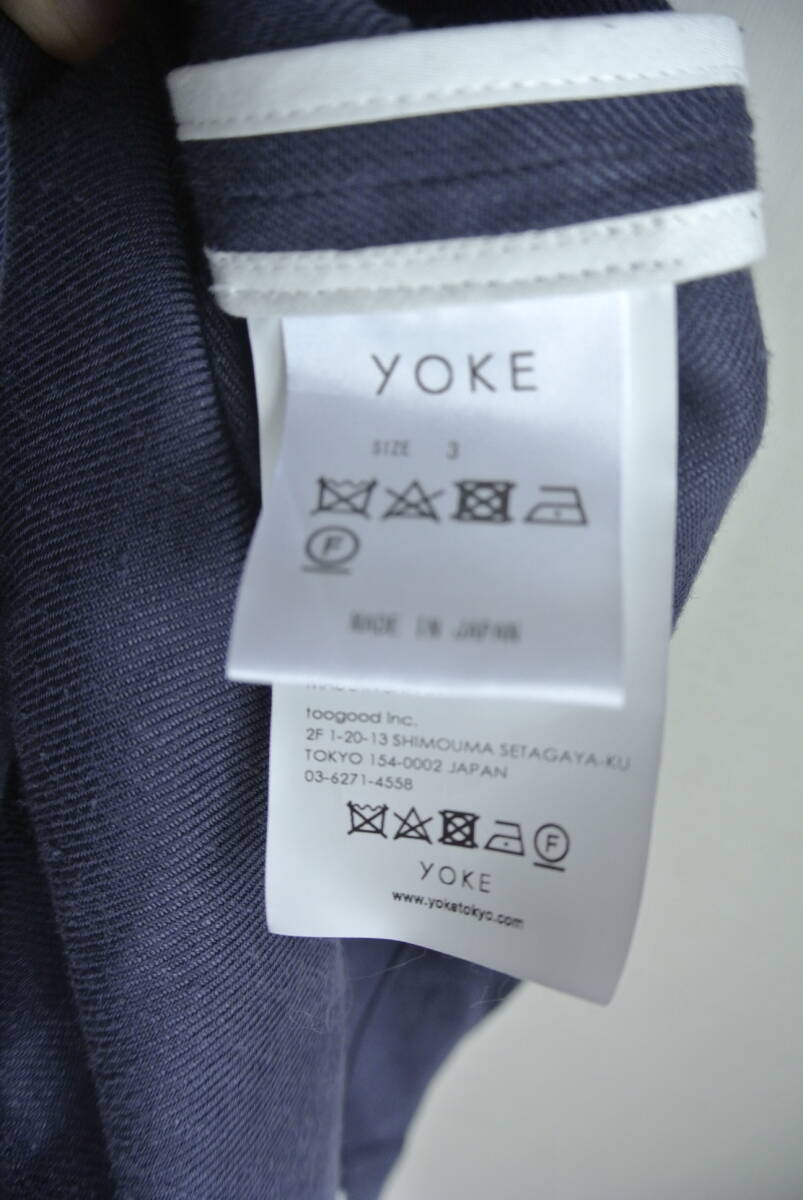 YOKE
SIZE 3
F
MADE IN JAPAN
toogood Inc.
2F 1-20-13 SHIMOUMA SETAGAYA-KU
TOKYO 154-0002 JAPAN
03-6271-4558
F
YOKE
www.yoketokyo.com